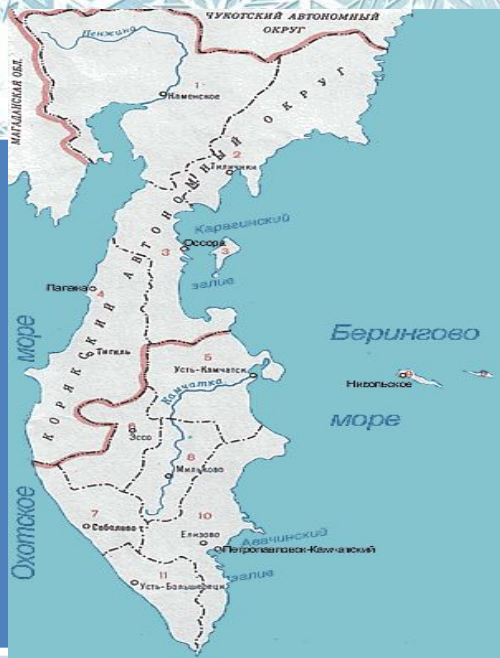 ЧУКОТСКИЙ АВТОНОМНЫЙ
ОКРУГ
МАГАДАНСКАЯ ОБЛ.
Пенжина
1
Каменское
КОРЯКСКИЙ АВТОНОМНЫЙ ОКРУГ
2
Тиличики
Карагинский
залив
Оссора
3
3
Палана
4
Тигиль
Охотское
море
Берингово
море
5
Усть-Камчатск
Камчатка
Никольское
9
6
Эссо
8
Мильково
7
Соболево
10
Елизово
Авачинский
залив
Петропавловск-Камчатский
11
Усть-Большерецк